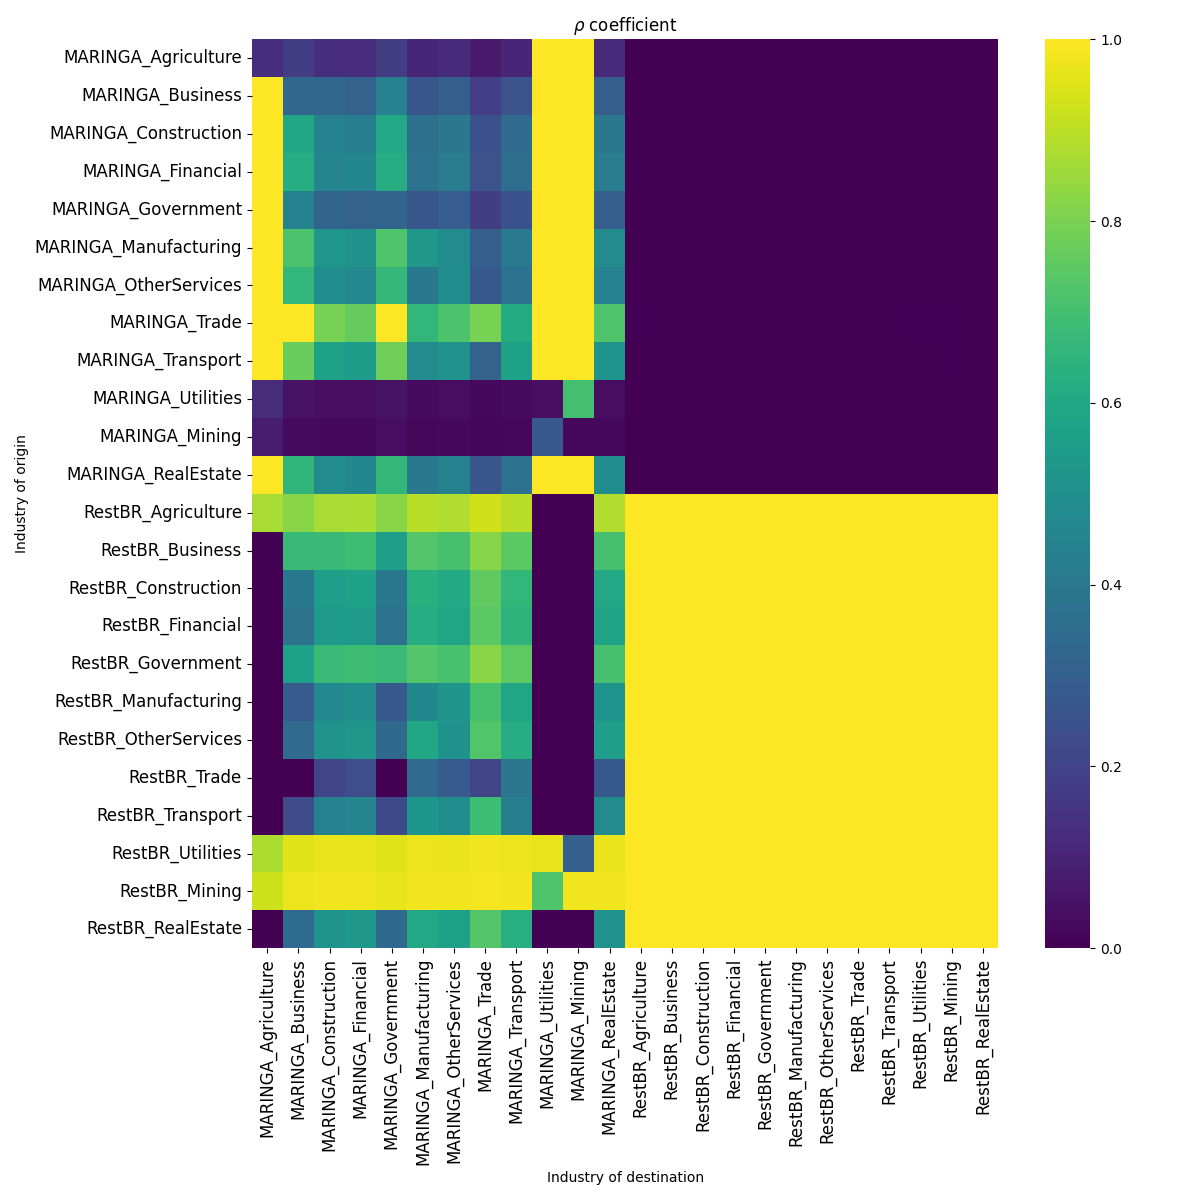 ρ coefficient
Industry of origin
MARINGA_Agriculture
MARINGA_Business
MARINGA_Construction
MARINGA_Financial
MARINGA_Government
MARINGA_Manufacturing
MARINGA_OtherServices
MARINGA_Trade
MARINGA_Transport
MARINGA_Utilities
MARINGA_Mining
MARINGA_RealEstate
RestBR_Agriculture
RestBR_Business
RestBR_Construction
RestBR_Financial
RestBR_Government
RestBR_Manufacturing
RestBR_OtherServices
RestBR_Trade
RestBR_Transport
RestBR_Utilities
RestBR_Mining
RestBR_RealEstate
MARINGA_Agriculture
MARINGA_Business
MARINGA_Construction
MARINGA_Financial
MARINGA_Government
MARINGA_Manufacturing
MARINGA_OtherServices
MARINGA_Trade
MARINGA_Transport
MARINGA_Utilities
MARINGA_Mining
MARINGA_RealEstate
RestBR_Agriculture
RestBR_Business
RestBR_Construction
RestBR_Financial
RestBR_Government
RestBR_Manufacturing
RestBR_OtherServices
RestBR_Trade
RestBR_Transport
RestBR_Utilities
RestBR_Mining
RestBR_RealEstate
Industry of destination
1.0
0.8
0.6
0.4
0.2
0.0